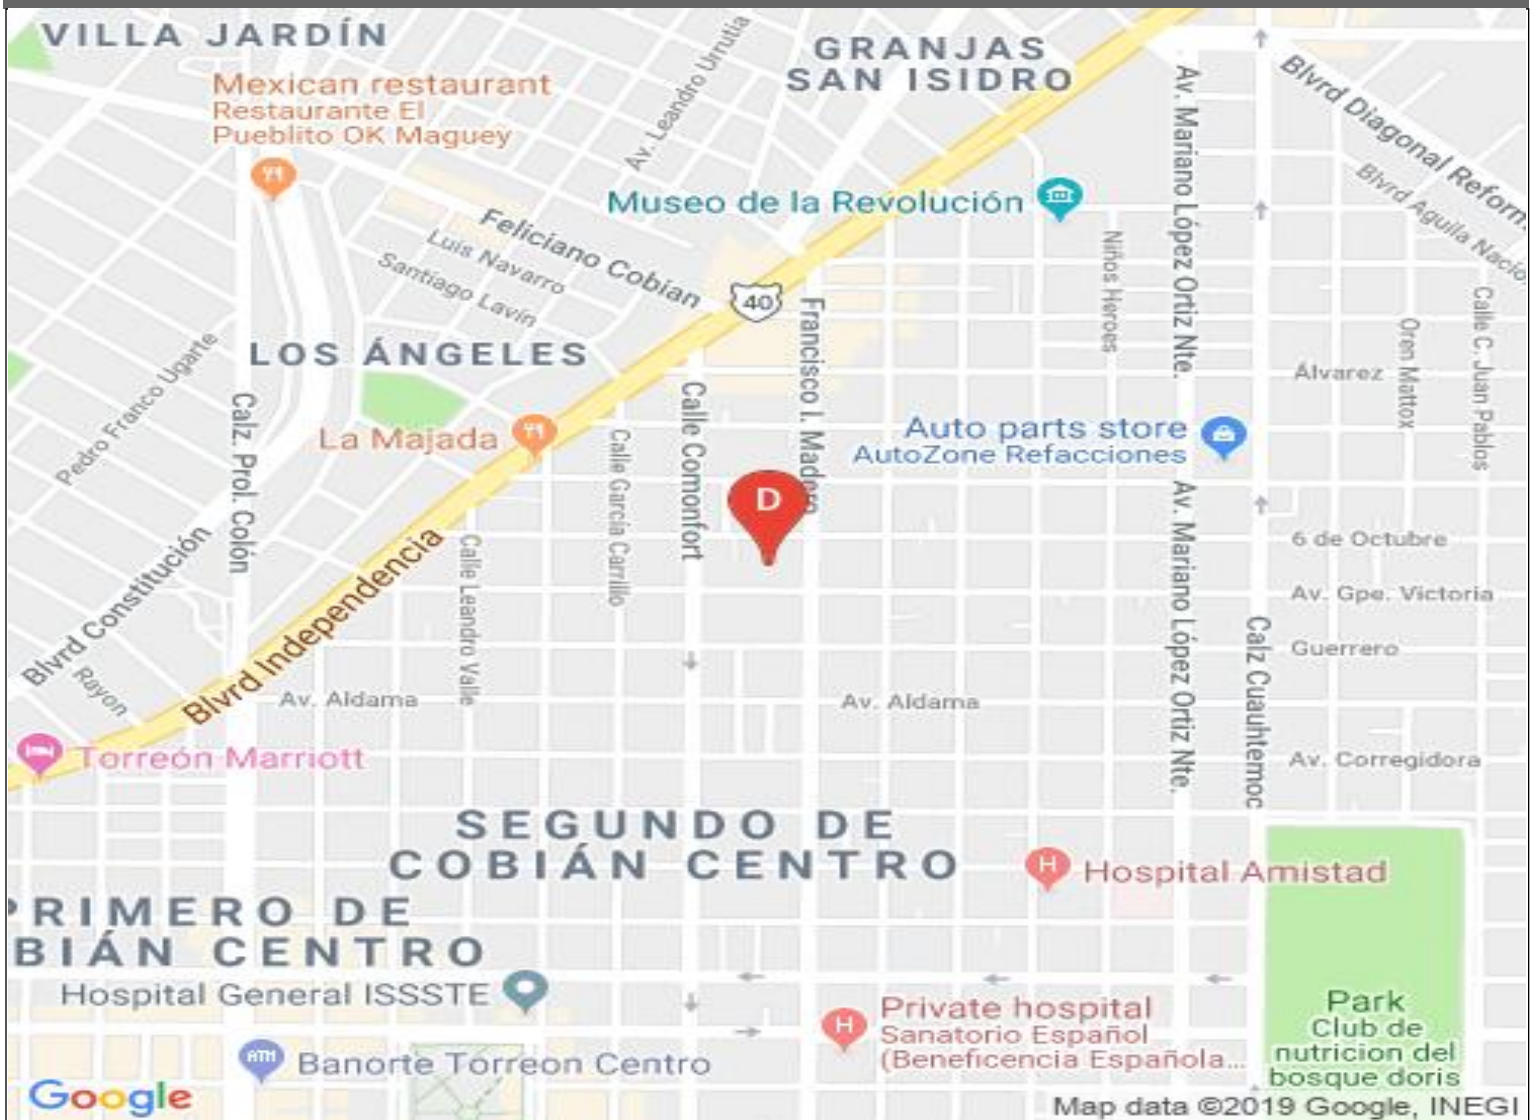 VILLA JARDÍN
Mexican restaurant
Restaurante El
Pueblito OK Maguey
Av. Leandro Urrutia
GRANJAS
SAN ISIDRO
Av. Mariano López Ortiz Nte.
Blvrd Diagonal Reform
Blvrd Aguila Nacio
Museo de la Revolución
Feliciano Cobian
Luis Navarro
Santiago Lavín
40
Francisco I. Madero
Niños Heroes
Calle C. Juan Pablos
Oren Mattox
Álvarez
LOS ÁNGELES
Pedro Franco Ugarte
Calz. Prol. Colón
La Majada
Calle García Carrillo
Calle Comonfort
Auto parts store
AutoZone Refacciones
D
Av. Mariano López Ortiz Nte.
6 de Octubre
Av. Gpe. Victoria
Guerrero
Calz Cuauhtemoc
Blvrd Constitución
Rayon
Blvrd Independencia
Calle Leandro Valle
Av. Aldama
Av. Aldama
Torreón Marriott
Av. Corregidora
SEGUNDO DE
COBIÁN CENTRO
H
Hospital Amistad
PRIMERO DE
BIÁN CENTRO
Hospital General ISSSTE
H
Private hospital
Sanatorio Español
(Beneficencia Española...
Park
Club de
nutricion del
bosque doris
ATM
Banorte Torreon Centro
Google
Map data ©2019 Google, INEGI